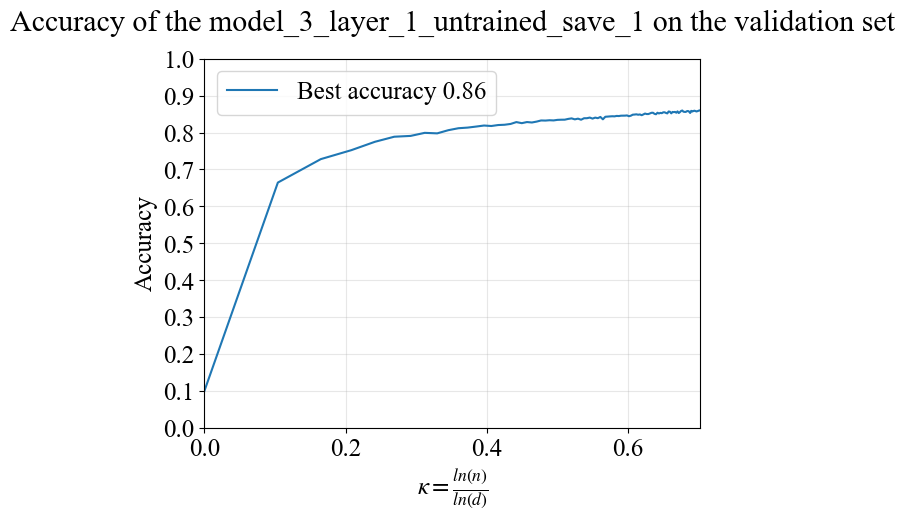 Accuracy of the model_3_layer_1_untrained_save_1 on the validation set
1.0
0.9
0.8
0.7
0.6
0.5
0.4
0.3
0.2
0.1
0.0
Accuracy
Best accuracy 0.86
0.0 0.2 0.4 0.6
κ = ln(n)/ln(d)